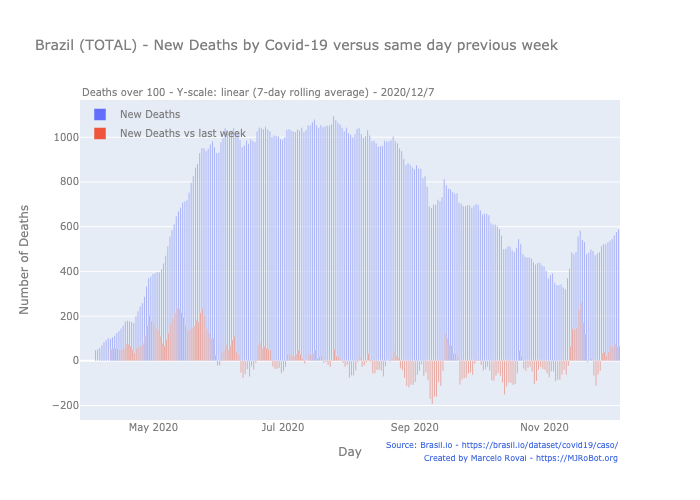 Brazil (TOTAL) - New Deaths by Covid-19 versus same day previous week
Deaths over 100 - Y-scale: linear (7-day rolling average) - 2020/12/7
New Deaths
New Deaths vs last week
1000
800
600
400
200
0
−200
Number of Deaths
May 2020
Jul 2020
Sep 2020
Nov 2020
Day
Source: Brasil.io - https://brasil.io/dataset/covid19/caso/
Created by Marcelo Rovai - https://MJRoBot.org